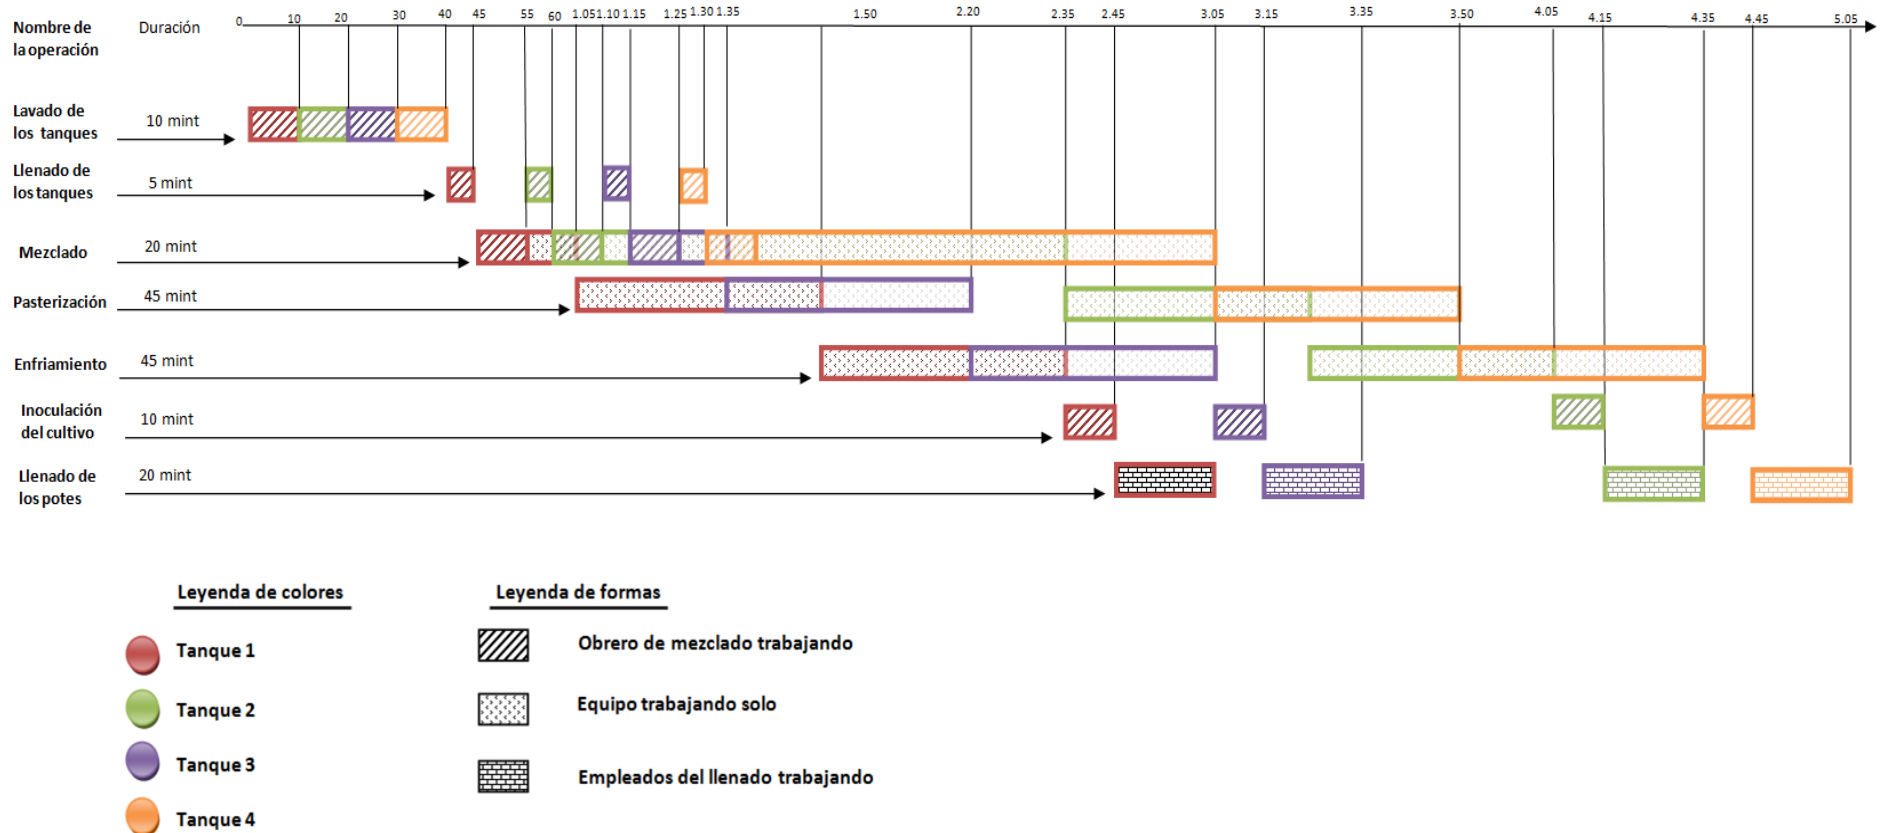 Nombre de
la operación
Duración
0 10 20 30 40 45 55 60 1.05 1.10 1.15 1.25 1.30 1.35 1.50 2.20 2.35 2.45 3.05 3.15 3.35 3.50 4.05 4.15 4.35 4.45 5.05
Lavado de
los tanques
10 mint
Llenado de
los tanques
5 mint
Mezclado
20 mint
Pasterización
45 mint
Enfriamiento
45 mint
Inoculación
del cultivo
10 mint
Llenado de
los potes
20 mint
Leyenda de colores
Tanque 1
Tanque 2
Tanque 3
Tanque 4
Leyenda de formas
Obrero de mezclado trabajando
Equipo trabajando solo
Empleados del llenado trabajando